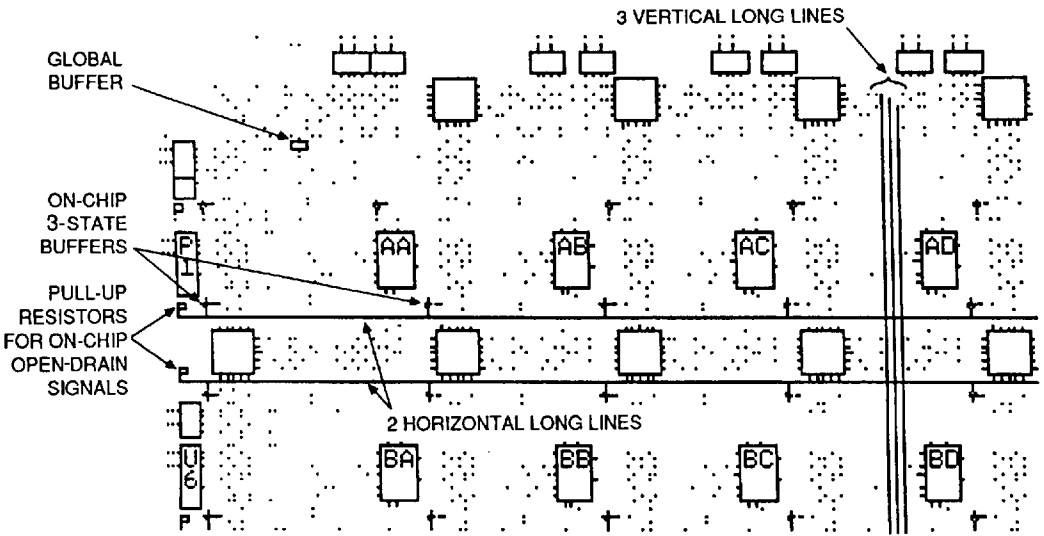 3 VERTICAL LONG LINES
GLOBAL
BUFFER
ON-CHIP
3-STATE
BUFFERS
P
P
1
AA
AB
AC
AD
PULL-UP
RESISTORS
FOR ON-CHIP
OPEN-DRAIN
SIGNALS
P
P
2 HORIZONTAL LONG LINES
U
6
BA
BB
BC
BD
P